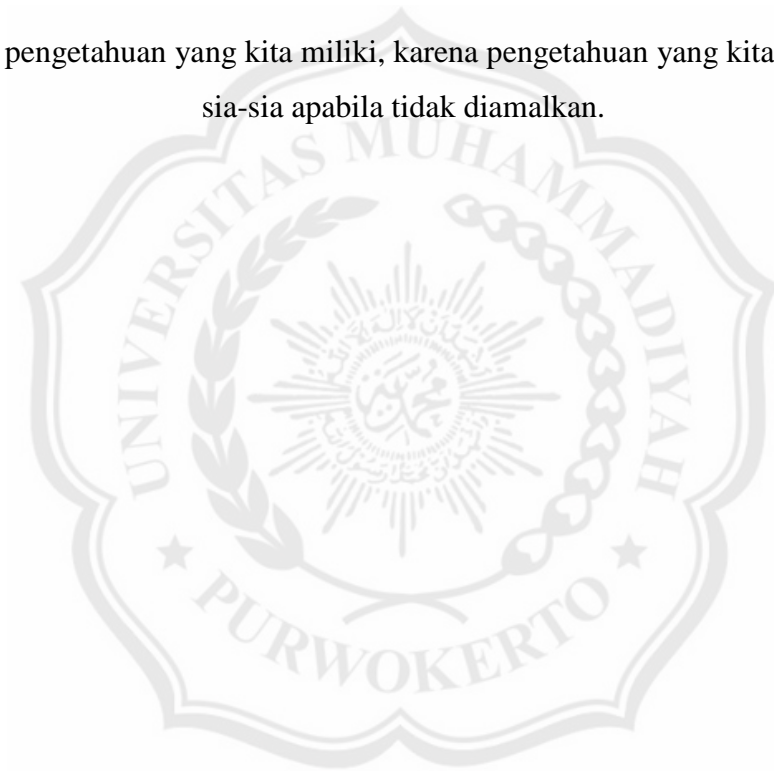 pengetahuan yang kita miliki, karena pengetahuan yang kita
sia-sia apabila tidak diamalkan.
UNIVERSITAS MUHAMMADIYAH
PURWOKERTO